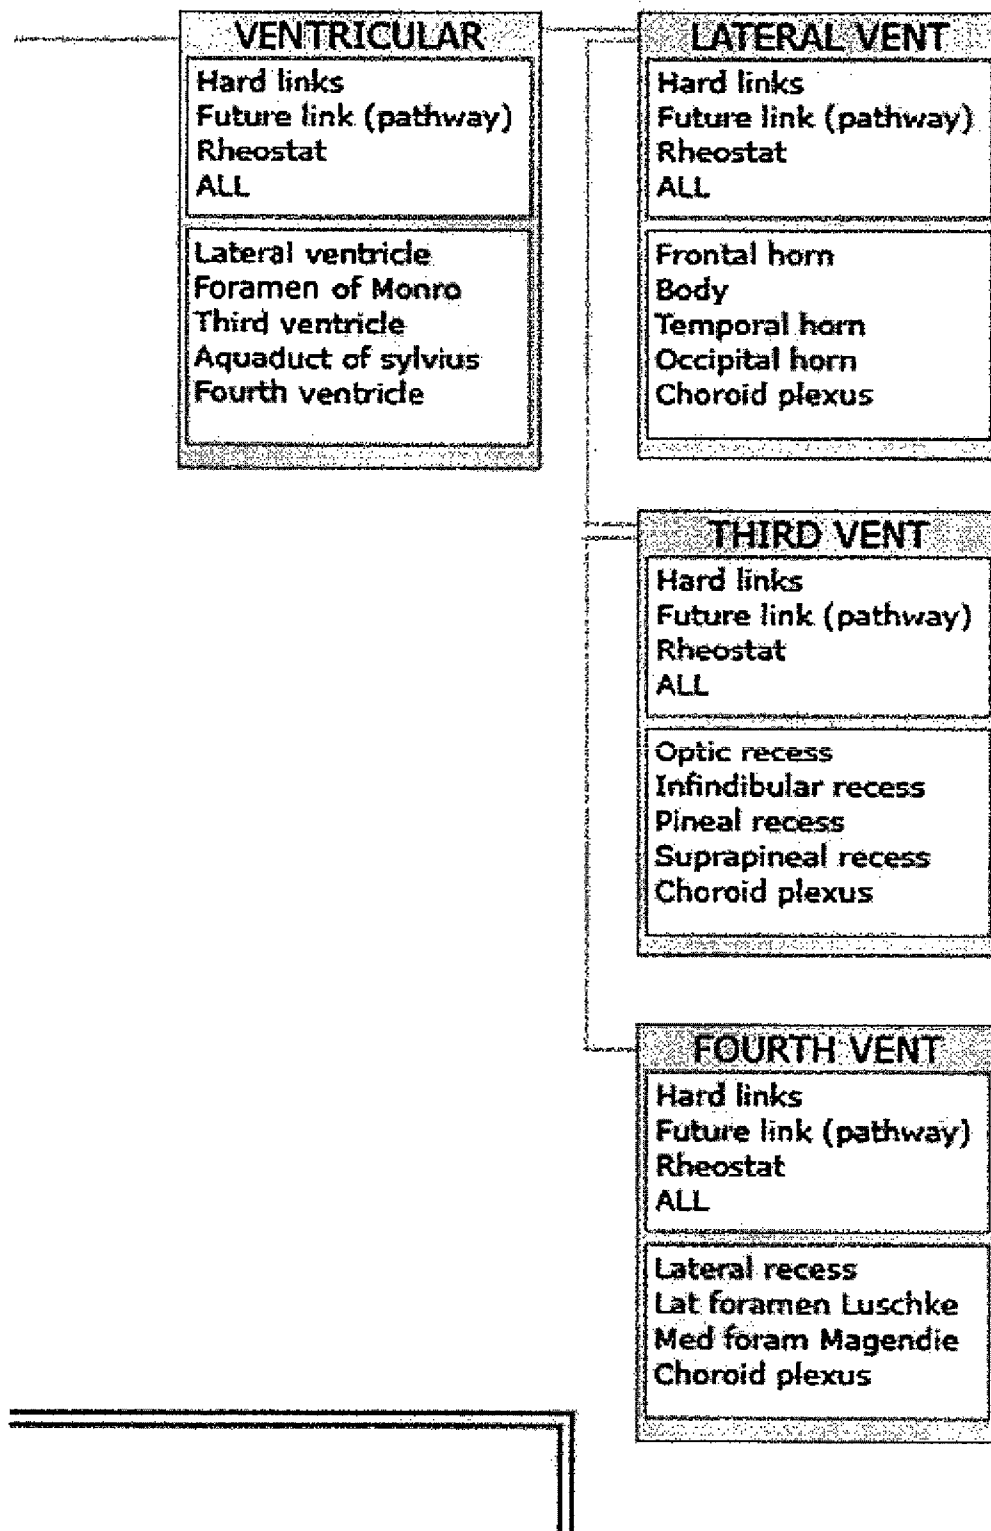 VENTRICULAR
Hard links
Future link (pathway)
Rheostat
ALL
Lateral ventricle
Foramen of Monro
Third ventricle
Aquaduct of sylvius
Fourth ventricle
LATERAL VENT
Hard links
Future link (pathway)
Rheostat
ALL
Frontal horn
Body
Temporal horn
Occipital horn
Choroid plexus
THIRD VENT
Hard links
Future link (pathway)
Rheostat
ALL
Optic recess
Infindibular recess
Pineal recess
Suprapineal recess
Choroid plexus
FOURTH VENT
Hard links
Future link (pathway)
Rheostat
ALL
Lateral recess
Lat foramen Luschke
Med foram Magendie
Choroid plexus